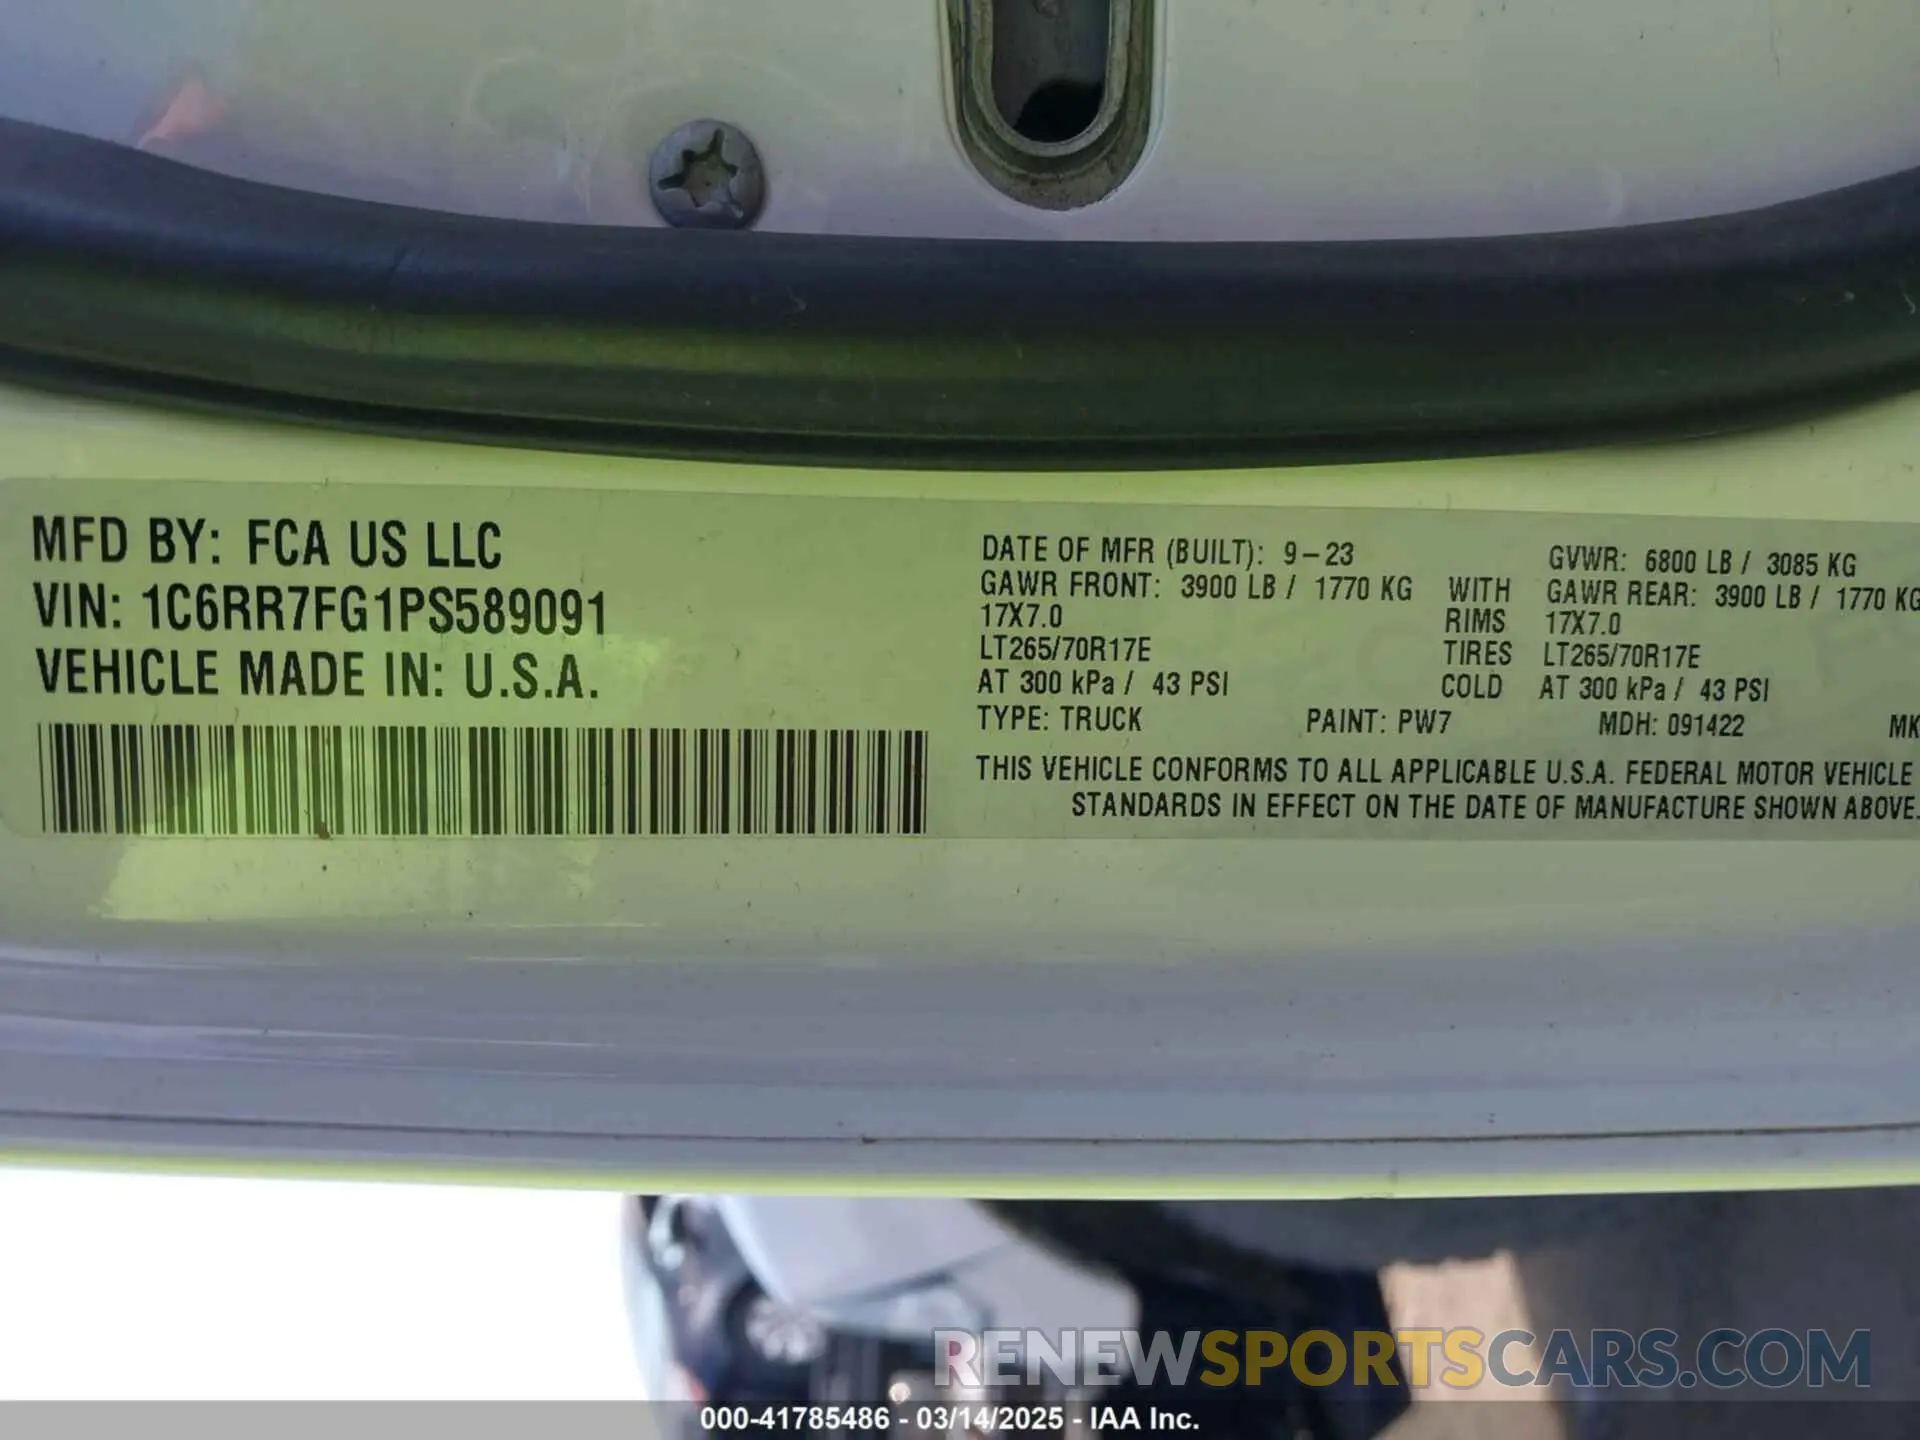 MFD BY: FCA US LLC
VIN: 1C6RR7FG1PS589091
VEHICLE MADE IN: U.S.A.
DATE OF MFR (BUILT): 9-23 GVWR: 6800 LB / 3085 KG
GAWR FRONT: 3900 LB / 1770 KG WITH GAWR REAR: 3900 LB / 1770 KG
17X7.0 RIMS 17X7.0
LT265/70R17E TIRES LT265/70R17E
AT 300 kPa / 43 PSI COLD AT 300 kPa / 43 PSI
TYPE: TRUCK PAINT: PW7 MDH: 091422 MK
THIS VEHICLE CONFORMS TO ALL APPLICABLE U.S.A. FEDERAL MOTOR VEHICLE
STANDARDS IN EFFECT ON THE DATE OF MANUFACTURE SHOWN ABOVE.
RENEWSPORTSCARS.COM
000-41785486 - 03/14/2025 - IAA Inc.